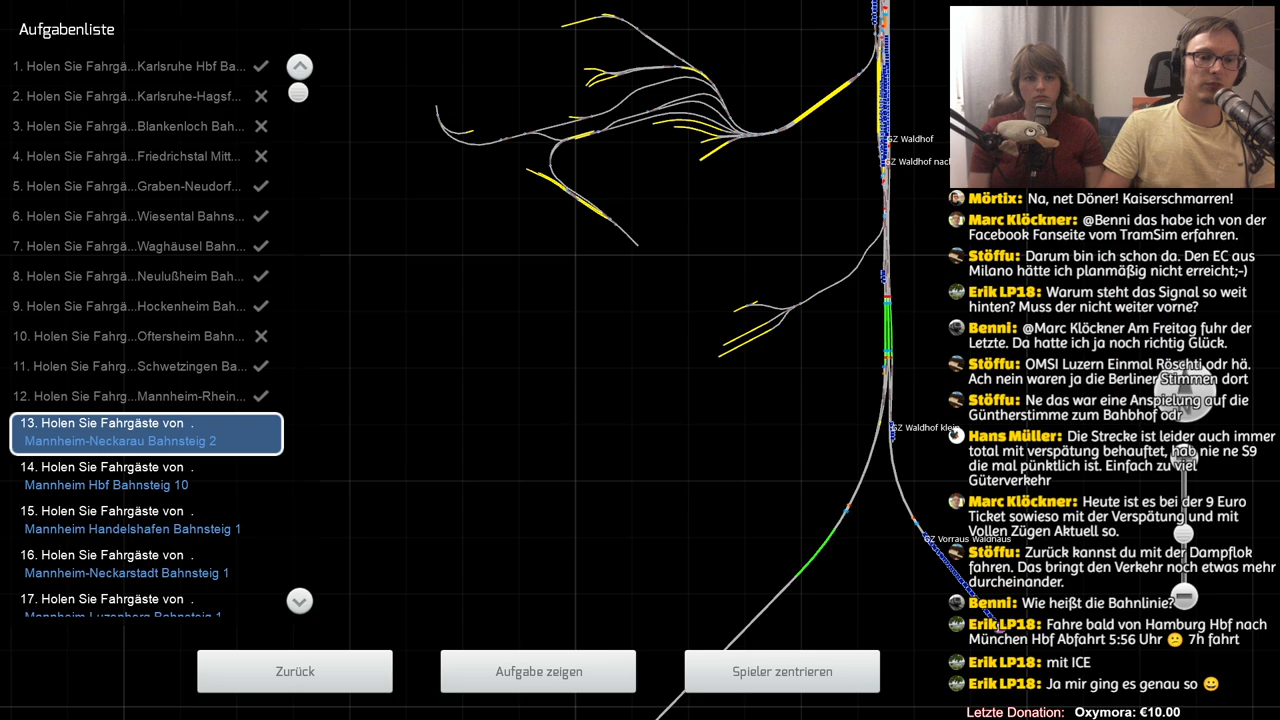 Aufgabenliste
1. Holen Sie Fahrgä...Karlsruhe Hbf Ba...
2. Holen Sie Fahrgä...Karlsruhe-Hagsf...
3. Holen Sie Fahrgä...Blankenloch Bah...
4. Holen Sie Fahrgä...Friedrichstal Mitt...
5. Holen Sie Fahrgä...Graben-Neudorf...
6. Holen Sie Fahrgä...Wiesental Bahns...
7. Holen Sie Fahrgä...Waghäusel Bahn...
8. Holen Sie Fahrgä...Neulußheim Bah...
9. Holen Sie Fahrgä...Hockenheim Bah...
10. Holen Sie Fahrg...Oftersheim Bahn...
11. Holen Sie Fahrg...Schwetzingen Ba...
12. Holen Sie Fahrg...Mannheim-Rhein...
13. Holen Sie Fahrgäste von .
Mannheim-Neckarau Bahnsteig 2
14. Holen Sie Fahrgäste von .
Mannheim Hbf Bahnsteig 10
15. Holen Sie Fahrgäste von .
Mannheim Handelshafen Bahnsteig 1
16. Holen Sie Fahrgäste von .
Mannheim-Neckarstadt Bahnsteig 1
17. Holen Sie Fahrgäste von .
Mannheim-Luzenberg Bahnsteig 1
Zurück
Aufgabe zeigen
Spieler zentrieren
GZ Waldhof
GZ Waldhof nach
GZ Waldhof klein
GZ Vorraus Waldhaus
Mörtix: Na, net Döner! Kaiserschmarren!
Marc Klöckner: @Benni das habe ich von der
Facebook Fanseite vom TramSim erfahren.
Stöffu: Darum bin ich schon da. Den EC aus
Milano hätte ich planmäßig nicht erreicht;-)
Erik LP18: Warum steht das Signal so weit
hinten? Muss der nicht weiter vorne?
Benni: @Marc Klöckner Am Freitag fuhr der
Letzte. Da hatte ich ja noch richtig Glück.
Stöffu: OMSI Luzern Einmal Röschti odr hä.
Ach nein waren ja die Berliner Stimmen dort
Stöffu: Ne das war eine Anspielung auf die
Güntherstimme zum Bahbhof odr
Hans Müller: Die Strecke ist leider auch immer
total mit verspätung behauftet, hab nie ne S9
die mal pünktlich ist. Einfach zu viel
Güterverkehr
Marc Klöckner: Heute ist es bei der 9 Euro
Ticket sowieso mit der Verspätung und mit
Vollen Zügen Aktuell so.
Stöffu: Zurück kannst du mit der Dampflok
fahren. Das bringt den Verkehr noch etwas mehr
durcheinander.
Benni: Wie heißt die Bahnlinie?
Erik LP18: Fahre bald von Hamburg Hbf nach
München Hbf Abfahrt 5:56 Uhr 😕 7h fahrt
Erik LP18: mit ICE
Erik LP18: Ja mir ging es genau so 😀
Letzte Donation: Oxymora: €10.00